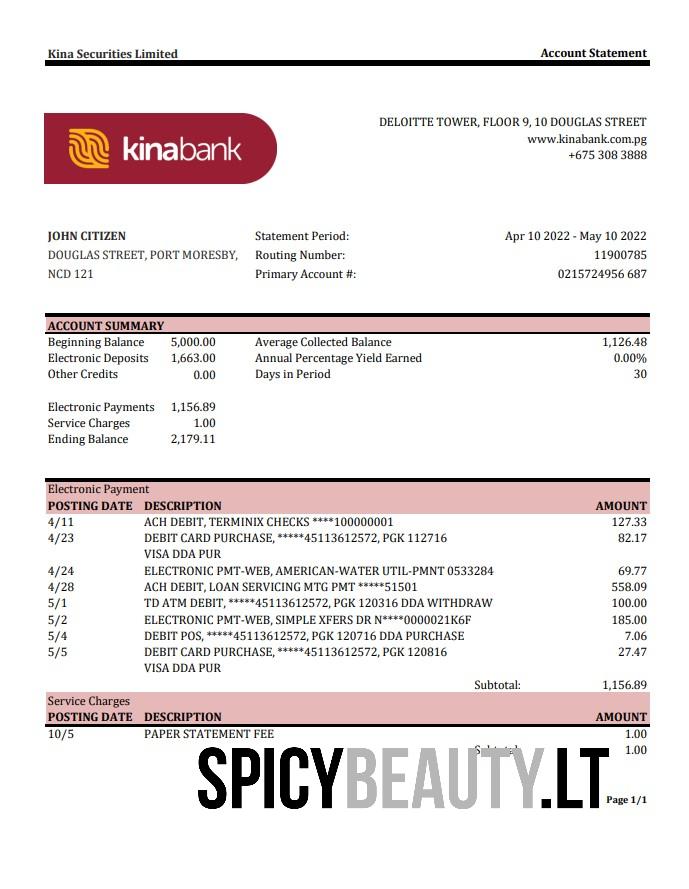 Kina Securities Limited Account Statement
kinabank
DELOITTE TOWER, FLOOR 9, 10 DOUGLAS STREET
www.kinabank.com.pg
+675 308 3888
JOHN CITIZEN Statement Period: Apr 10 2022 - May 10 2022
DOUGLAS STREET, PORT MORESBY, Routing Number: 11900785
NCD 121 Primary Account #: 0215724956 687
ACCOUNT SUMMARY
Beginning Balance 5,000.00 Average Collected Balance 1,126.48
Electronic Deposits 1,663.00 Annual Percentage Yield Earned 0.00%
Other Credits 0.00 Days in Period 30
Electronic Payments 1,156.89
Service Charges 1.00
Ending Balance 2,179.11
Electronic Payment
POSTING DATE DESCRIPTION AMOUNT
4/11 ACH DEBIT, TERMINIX CHECKS ****100000001 127.33
4/23 DEBIT CARD PURCHASE, *****45113612572, PGK 112716 82.17
VISA DDA PUR
4/24 ELECTRONIC PMT-WEB, AMERICAN-WATER UTIL-PMNT 0533284 69.77
4/28 ACH DEBIT, LOAN SERVICING MTG PMT *****51501 558.09
5/1 TD ATM DEBIT, *****45113612572, PGK 120316 DDA WITHDRAW 100.00
5/2 ELECTRONIC PMT-WEB, SIMPLE XFERS DR N****0000021K6F 185.00
5/4 DEBIT POS, *****45113612572, PGK 120716 DDA PURCHASE 7.06
5/5 DEBIT CARD PURCHASE, *****45113612572, PGK 120816 27.47
VISA DDA PUR
Subtotal: 1,156.89
Service Charges
POSTING DATE DESCRIPTION AMOUNT
10/5 PAPER STATEMENT FEE 1.00
Subtotal: 1.00
SPICYBEAUTY.LT
Page 1/1